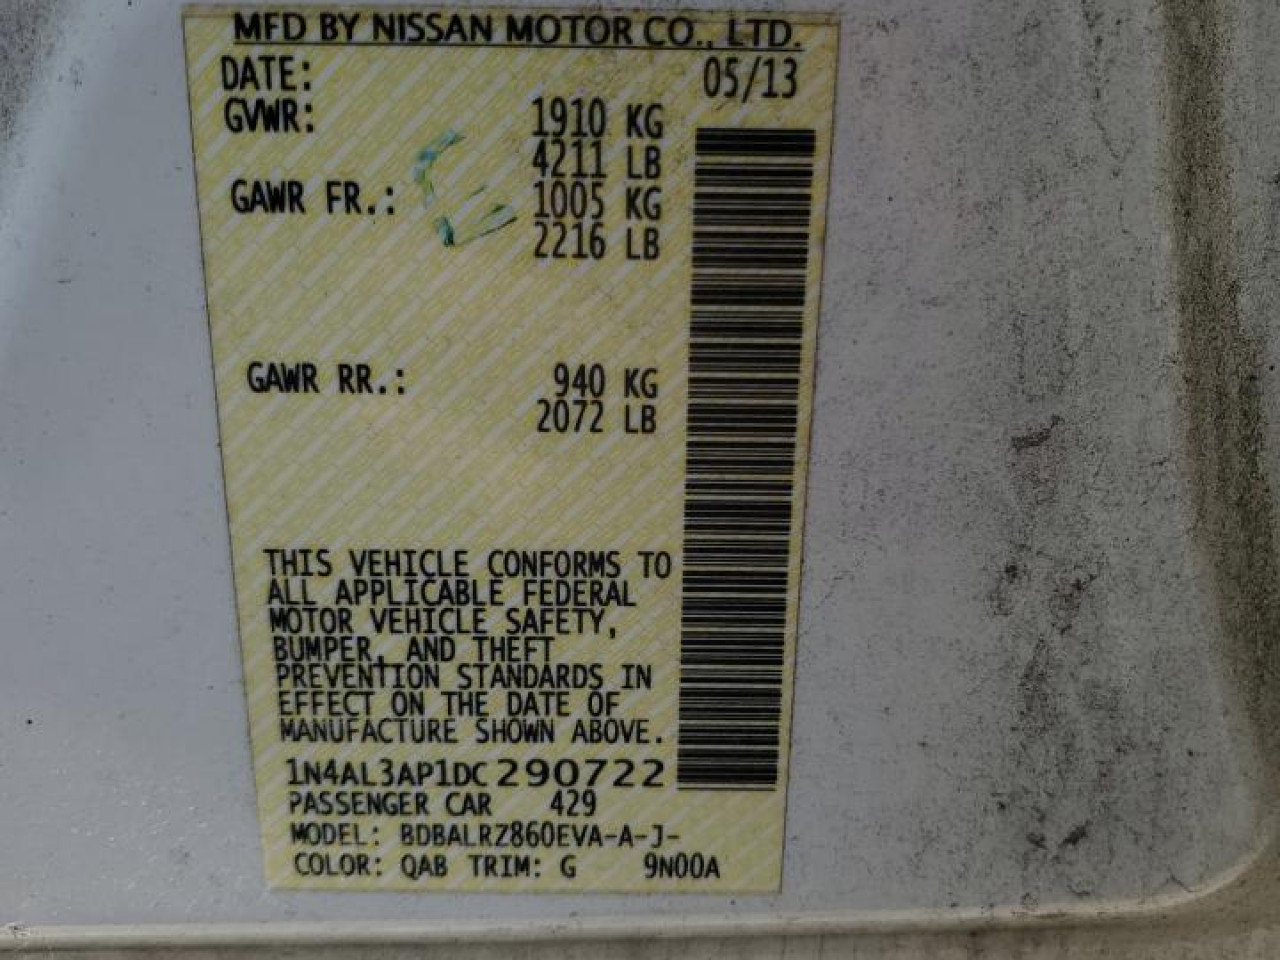 MFD BY NISSAN MOTOR CO., LTD.
DATE: 05/13
GVWR: 1910 KG
4211 LB
GAWR FR.: 1005 KG
2216 LB
GAWR RR.: 940 KG
2072 LB
THIS VEHICLE CONFORMS TO
ALL APPLICABLE FEDERAL
MOTOR VEHICLE SAFETY,
BUMPER, AND THEFT
PREVENTION STANDARDS IN
EFFECT ON THE DATE OF
MANUFACTURE SHOWN ABOVE.
1N4AL3AP1DC290722
PASSENGER CAR 429
MODEL: BDBALRZ860EVA-A-J-
COLOR: QAB TRIM: G 9N00A